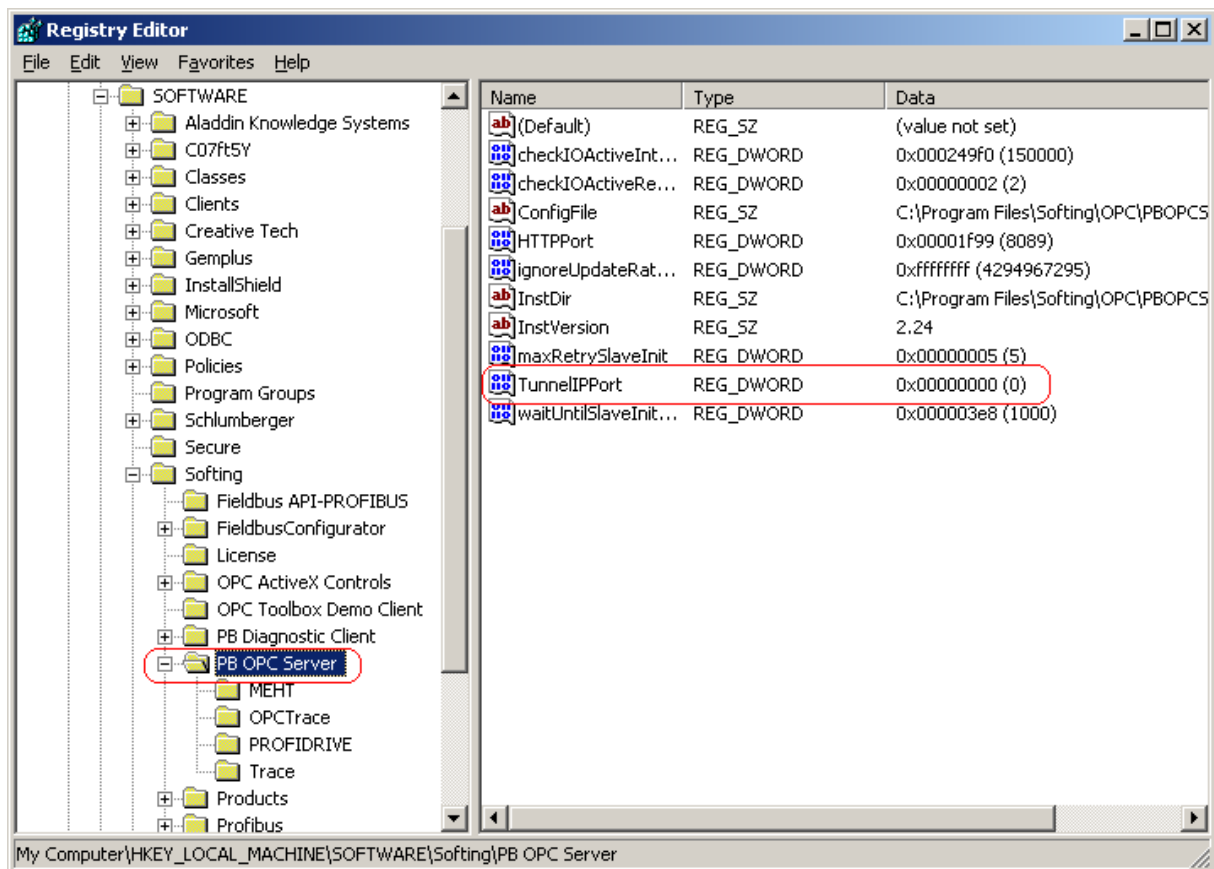 Registry Editor
File Edit View Favorites Help
SOFTWARE
Aladdin Knowledge Systems
C07ft5Y
Classes
Clients
Creative Tech
Gemplus
InstallShield
Microsoft
ODBC
Policies
Program Groups
Schlumberger
Secure
Softing
Fieldbus API-PROFIBUS
FieldbusConfigurator
License
OPC ActiveX Controls
OPC Toolbox Demo Client
PB Diagnostic Client
PB OPC Server
MEHT
OPCTrace
PROFIDRIVE
Trace
Products
Profibus
Name Type Data
(Default) REG_SZ (value not set)
checkIOActiveInt... REG_DWORD 0x000249f0 (150000)
checkIOActiveRe... REG_DWORD 0x00000002 (2)
ConfigFile REG_SZ C:\Program Files\Softing\OPC\PBOPCS
HTTPPort REG_DWORD 0x00001f99 (8089)
ignoreUpdateRat... REG_DWORD 0xffffffff (4294967295)
InstDir REG_SZ C:\Program Files\Softing\OPC\PBOPCS
InstVersion REG_SZ 2.24
maxRetrySlaveInit REG_DWORD 0x00000005 (5)
TunnelIPPort REG_DWORD 0x00000000 (0)
waitUntilSlaveInit... REG_DWORD 0x000003e8 (1000)
My Computer\HKEY_LOCAL_MACHINE\SOFTWARE\Softing\PB OPC Server